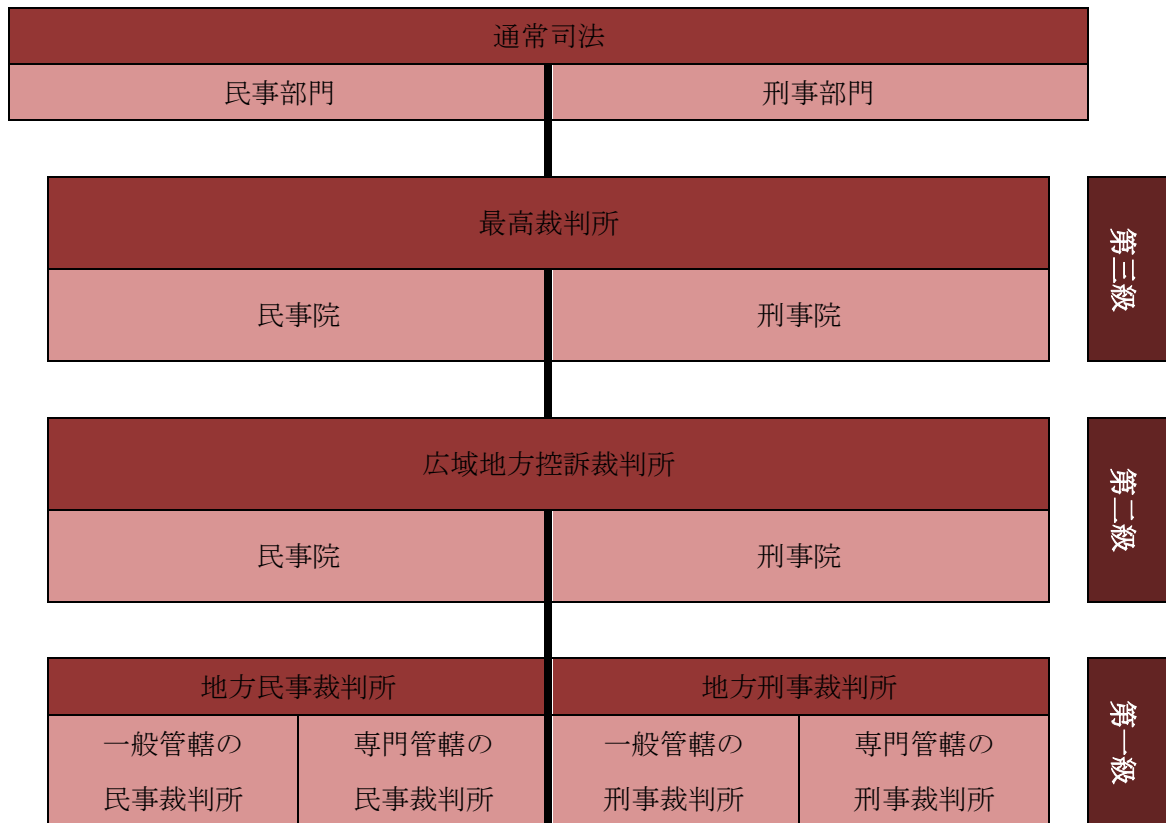 通常司法
民事部門
刑事部門
最高裁判所
民事院
刑事院
第三級
広域地方控訴裁判所
民事院
刑事院
第二級
地方民事裁判所
地方刑事裁判所
一般管轄の
民事裁判所
専門管轄の
民事裁判所
一般管轄の
刑事裁判所
専門管轄の
刑事裁判所
第一級